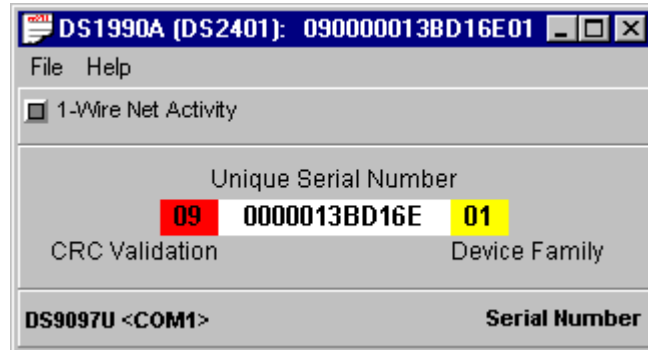 DS1990A (DS2401): 090000013BD16E01
File Help
1-Wire Net Activity
Unique Serial Number
09 0000013BD16E 01
CRC Validation Device Family
DS9097U <COM1> Serial Number